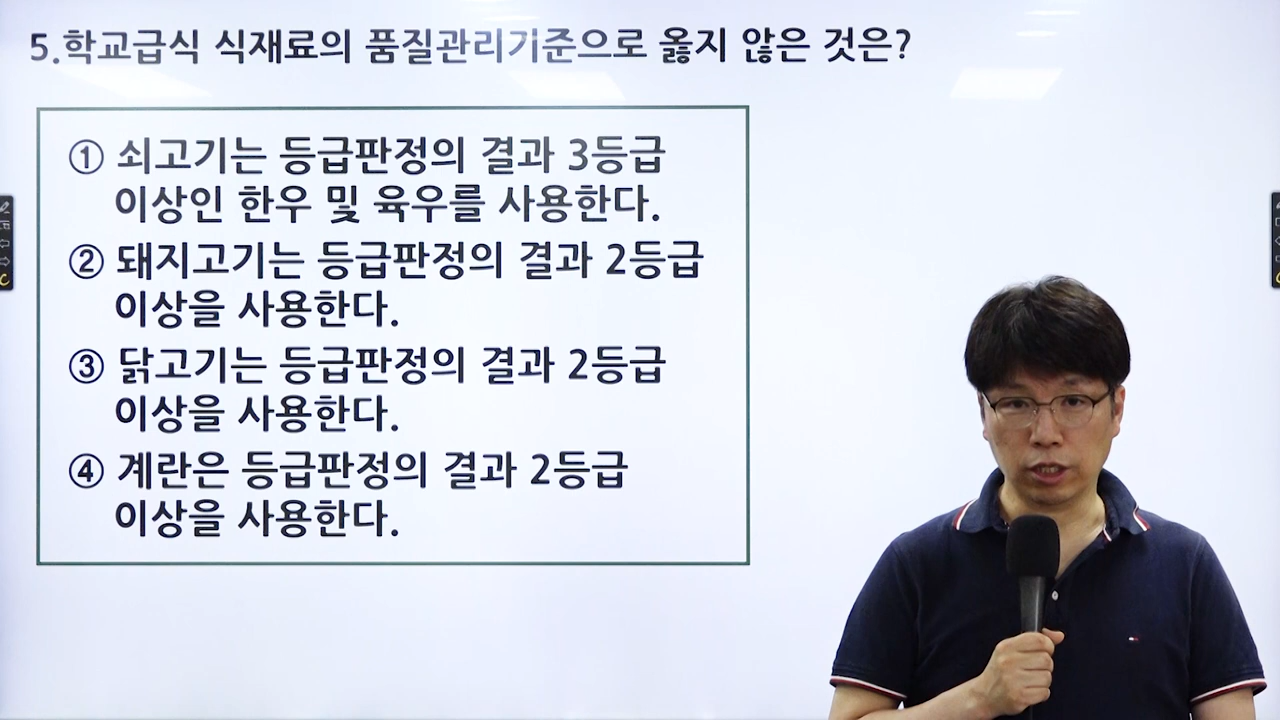 5.학교급식 식재료의 품질관리기준으로 옳지 않은 것은?
① 쇠고기는 등급판정의 결과 3등급
이상인 한우 및 육우를 사용한다.
② 돼지고기는 등급판정의 결과 2등급
이상을 사용한다.
③ 닭고기는 등급판정의 결과 2등급
이상을 사용한다.
④ 계란은 등급판정의 결과 2등급
이상을 사용한다.